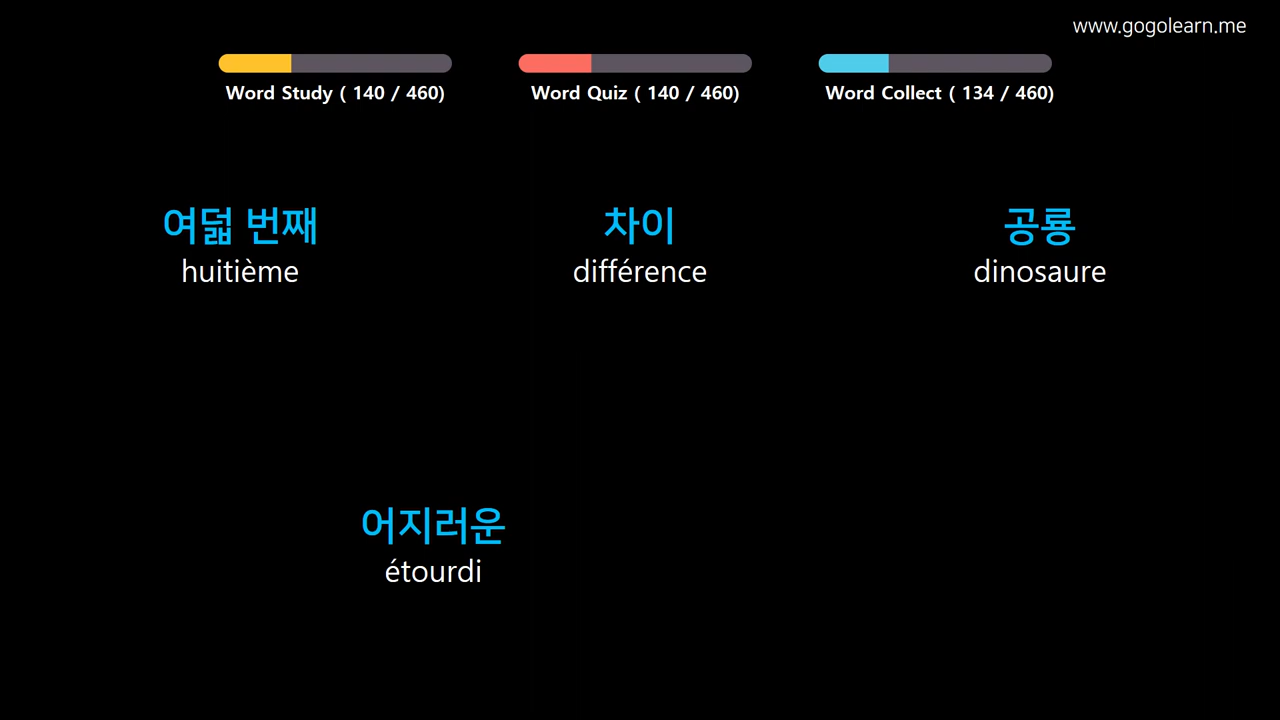 www.gogolearn.me
Word Study ( 140 / 460)
Word Quiz ( 140 / 460)
Word Collect ( 134 / 460)
여덟 번째
huitième
차이
différence
공룡
dinosaure
어지러운
étourdi